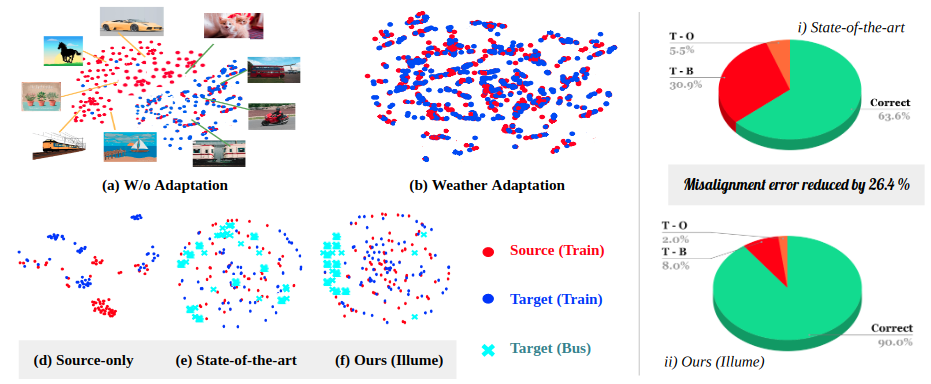 (a) W/o Adaptation
(b) Weather Adaptation
(d) Source-only
(e) State-of-the-art
(f) Ours (Illume)
Source (Train)
Target (Train)
Target (Bus)
i) State-of-the-art
T - O
5.5%
T - B
30.9%
Correct
63.6%
Misalignment error reduced by 26.4 %
T - O
2.0%
T - B
8.0%
Correct
90.0%
ii) Ours (Illume)